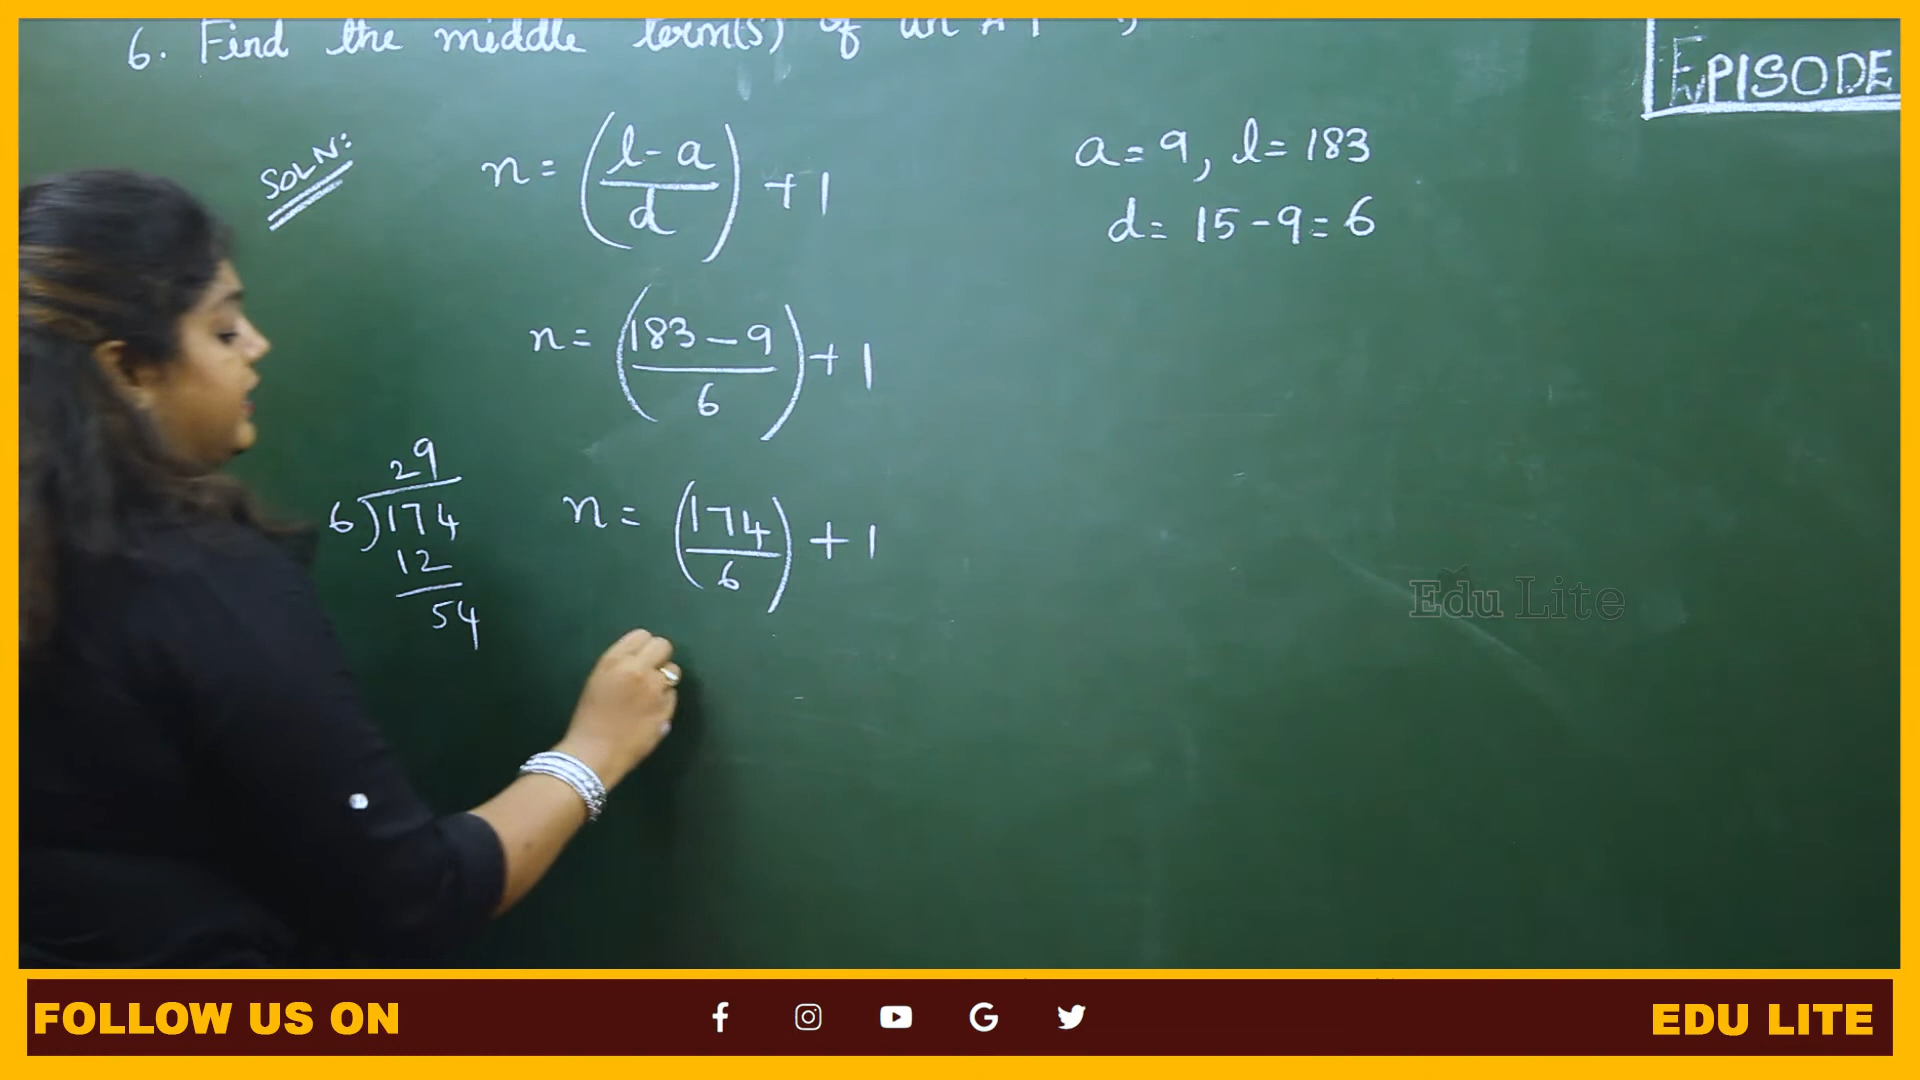 6. Find the middle term(s) of an A.P
EPISODE
SOLN:
n = (l - a / d) + 1
a = 9, l = 183
d = 15 - 9 = 6
n = (183 - 9 / 6) + 1
29
6)174
12
54
n = (174 / 6) + 1
Edu Lite
FOLLOW US ON
EDU LITE